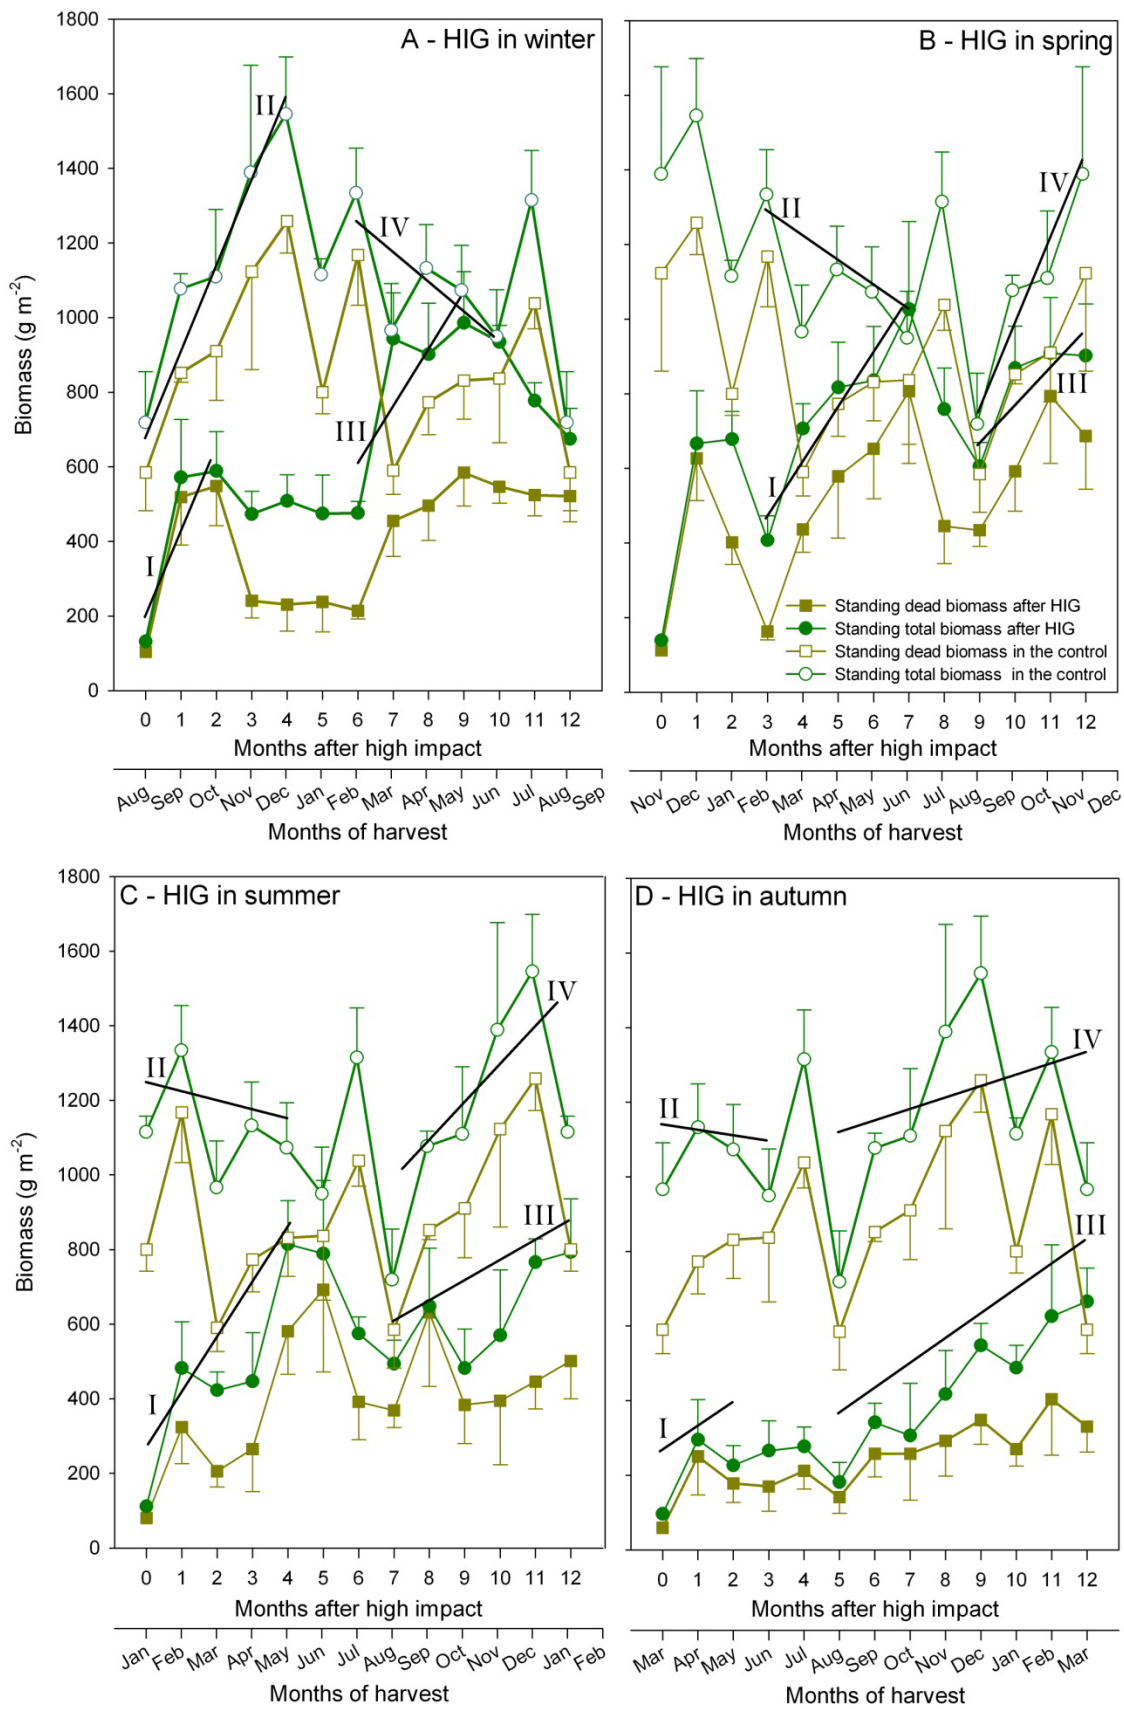 A - HIG in winter
1800
1600
1400
1200
1000
800
600
400
200
0
Biomass (g m-2)
I
II
III
IV
0 1 2 3 4 5 6 7 8 9 10 11 12
Months after high impact
Aug Sep Oct Nov Dec Jan Feb Mar Apr May Jun Jul Aug Sep
Months of harvest
B - HIG in spring
I
II
III
IV
Standing dead biomass after HIG
Standing total biomass after HIG
Standing dead biomass in the control
Standing total biomass in the control
0 1 2 3 4 5 6 7 8 9 10 11 12
Months after high impact
Nov Dec Jan Feb Mar Apr May Jun Jul Aug Sep Oct Nov Dec
Months of harvest
C - HIG in summer
1800
1600
1400
1200
1000
800
600
400
200
0
Biomass (g m-2)
I
II
III
IV
0 1 2 3 4 5 6 7 8 9 10 11 12
Months after high impact
Jan Feb Mar Apr May Jun Jul Aug Sep Oct Nov Dec Jan Feb
Months of harvest
D - HIG in autumn
I
II
III
IV
0 1 2 3 4 5 6 7 8 9 10 11 12
Months after high impact
Mar Apr May Jun Jul Aug Sep Oct Nov Dec Jan Feb Mar
Months of harvest